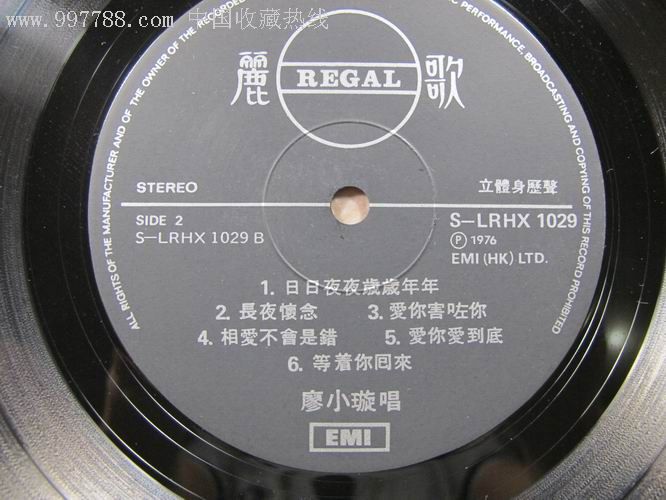 www.997788.com 中国收藏热线
ALL RIGHTS OF THE MANUFACTURER AND OF THE OWNER OF THE RECORDED
PERFORMANCE, BROADCASTING AND COPYING OF THIS RECORD PROHIBITED
麗 REGAL 歌
STEREO 立體身歷聲
SIDE 2 S–LRHX 1029
S–LRHX 1029 B Ⓟ 1976
EMI (HK) LTD.
1. 日日夜夜歲歲年年
2. 長夜懷念 3. 愛你害咗你
4. 相愛不會是錯 5. 愛你愛到底
6. 等着你回來
廖小璇唱
EMI